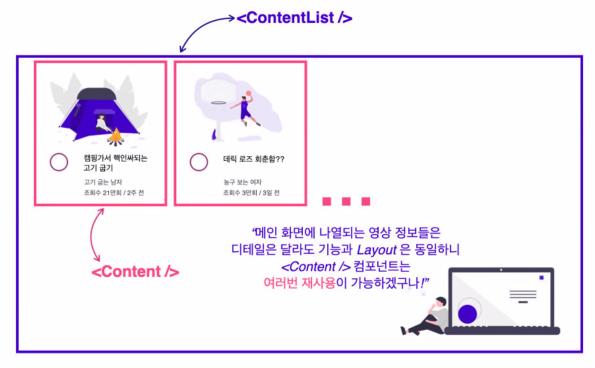 <ContentList />
캠핑가서 핵인싸되는
고기 굽기
고기 굽는 남자
조회수 21만회 / 2주 전
데릭 로즈 회춘함??
농구 보는 여자
조회수 3만회 / 3일 전
<Content />
“메인 화면에 나열되는 영상 정보들은
디테일은 달라도 기능과 Layout 은 동일하니
<Content /> 컴포넌트는
여러번 재사용이 가능하겠구나!”